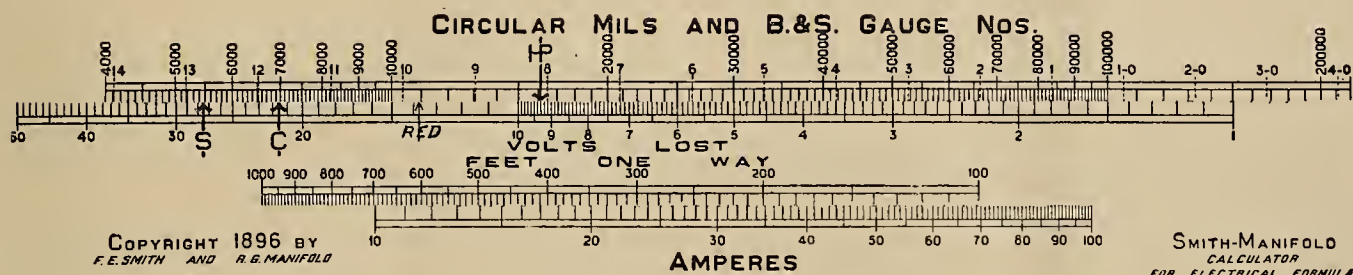 CIRCULAR MILS AND B.&S. GAUGE NOS.
HP
4000 14 5000 13 6000 12 7000 8000 11 9000 10000 10 9 8 20000 7 6 30000 5 40000 4 50000 3 60000 2 70000 80000 1 90000 100000 1-0 2-0 3-0 200000 4-0
50 40 30 S C 20 RED 10 9 8 7 6 5 4 3 2 1
VOLTS LOST
FEET ONE WAY
1000 900 800 700 600 500 400 300 200 100
10 20 30 40 50 60 70 80 90 100
AMPERES
COPYRIGHT 1896 BY
F.E. SMITH AND R.G. MANIFOLD
SMITH-MANIFOLD
CALCULATOR
FOR ELECTRICAL FORMULA